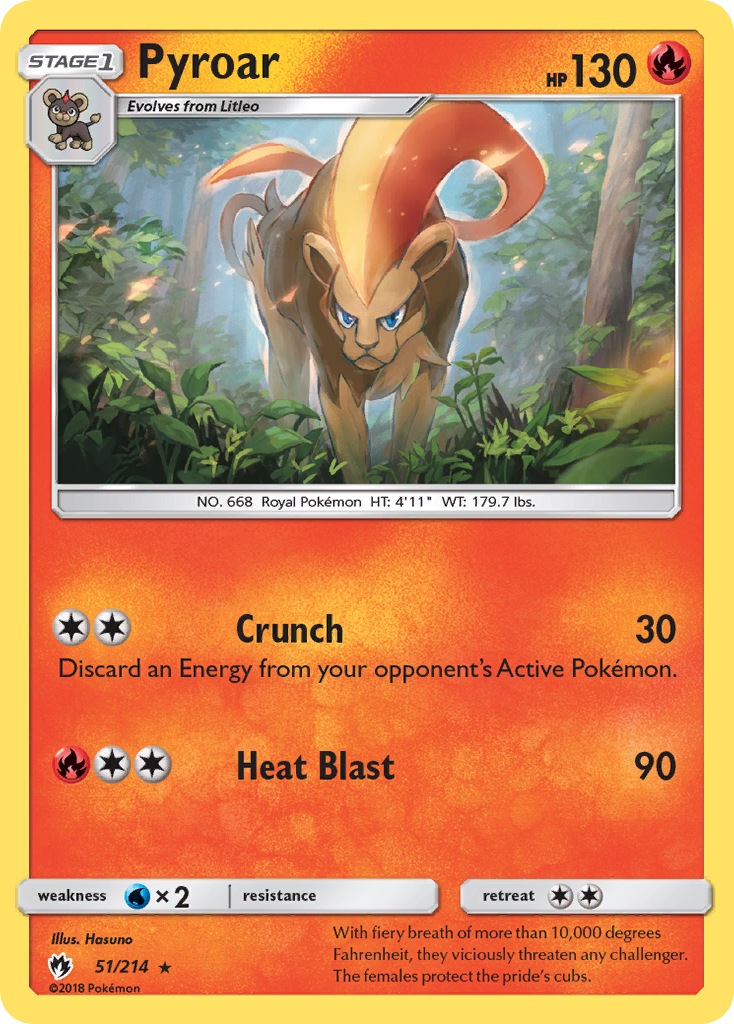 STAGE1 Pyroar HP 130
Evolves from Litleo
NO. 668 Royal Pokémon HT: 4'11" WT: 179.7 lbs.
Crunch 30
Discard an Energy from your opponent's Active Pokémon.
Heat Blast 90
weakness ×2 resistance retreat
Illus. Hasuno
51/214 ★
©2018 Pokémon
With fiery breath of more than 10,000 degrees
Fahrenheit, they viciously threaten any challenger.
The females protect the pride's cubs.